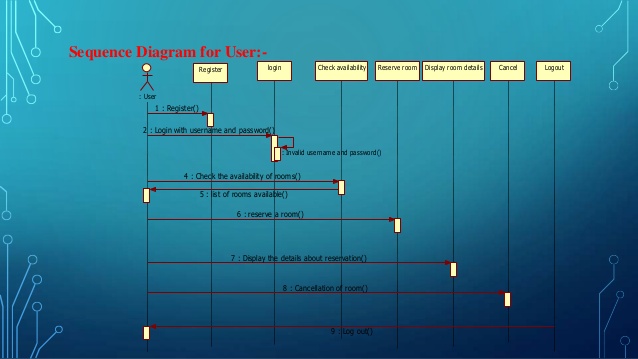 Sequence Diagram for User:-
Register
login
Check availability
Reserve room
Display room details
Cancel
Logout
: User
1 : Register()
2 : Login with username and password()
: Invalid username and password()
4 : Check the availability of rooms()
5 : list of rooms available()
6 : reserve a room()
7 : Display the details about reservation()
8 : Cancellation of room()
9 : Log out()